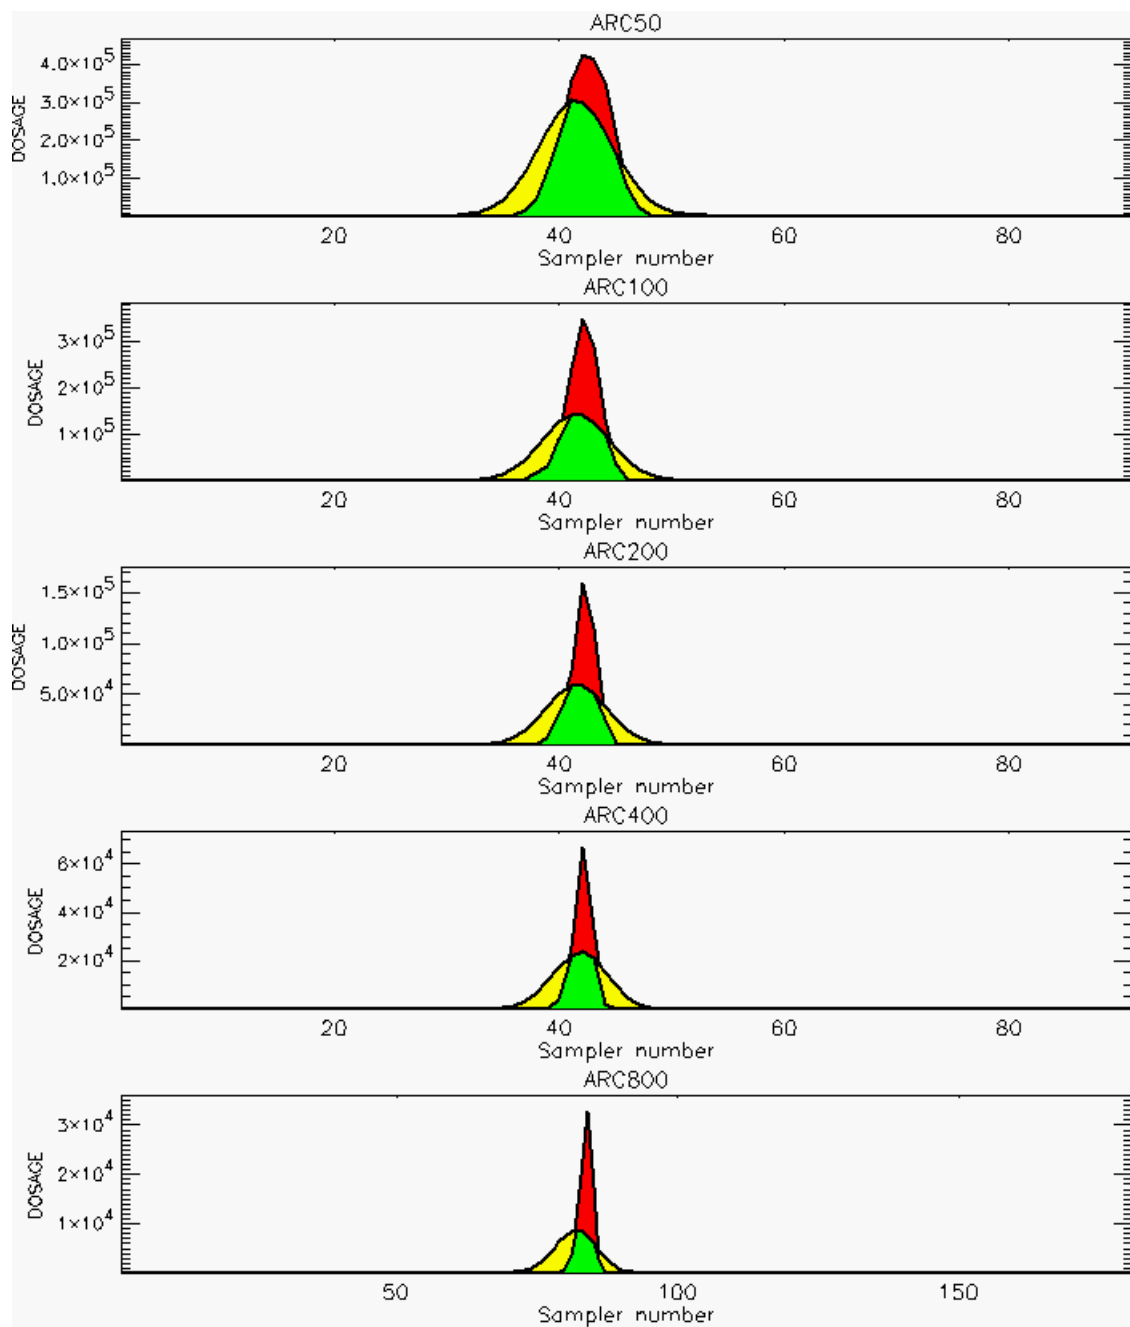 ARC50
4.0×10⁵
3.0×10⁵
2.0×10⁵
1.0×10⁵
DOSAGE
20 40 60 80
Sampler number
ARC100
3×10⁵
2×10⁵
1×10⁵
DOSAGE
20 40 60 80
Sampler number
ARC200
1.5×10⁵
1.0×10⁵
5.0×10⁴
DOSAGE
20 40 60 80
Sampler number
ARC400
6×10⁴
4×10⁴
2×10⁴
DOSAGE
20 40 60 80
Sampler number
ARC800
3×10⁴
2×10⁴
1×10⁴
DOSAGE
50 100 150
Sampler number